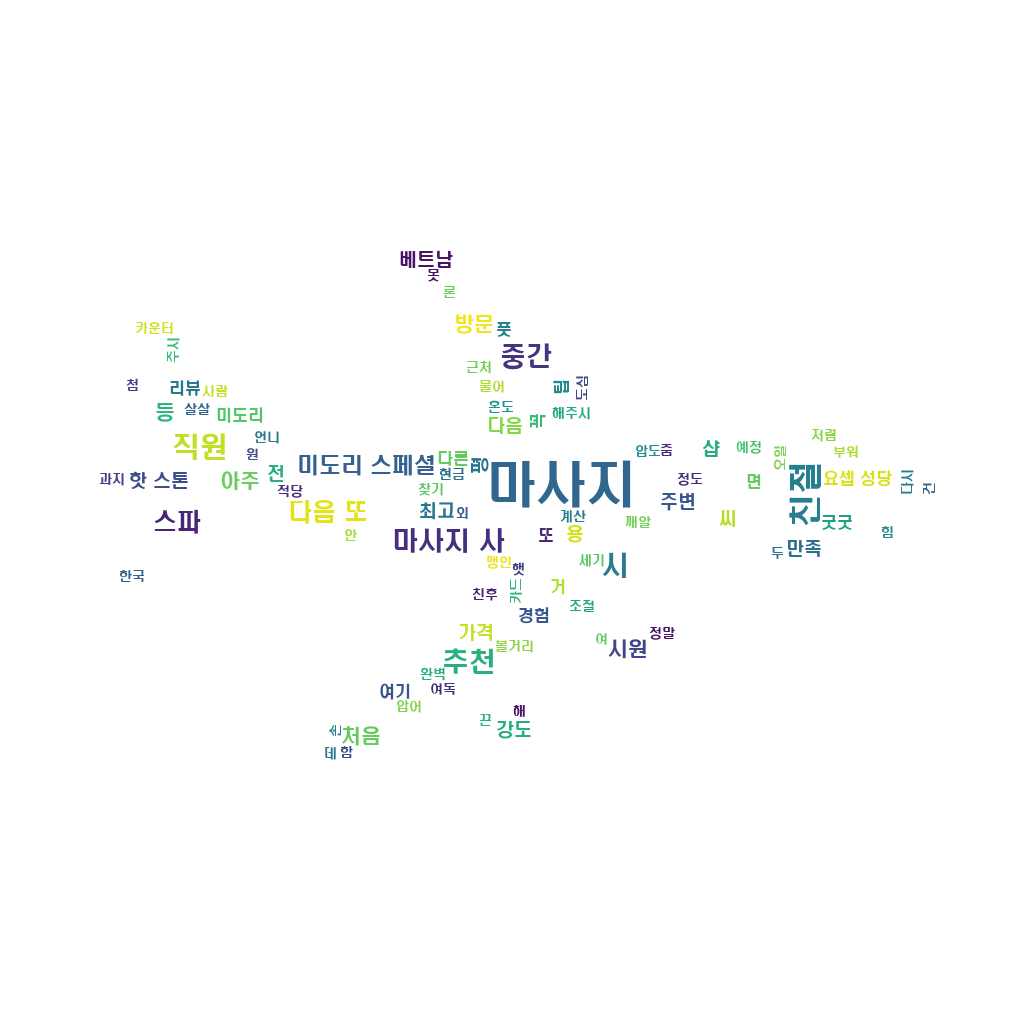 베트남
못
론
방문
풋
카운터
주시
중간
근처
첨
리뷰
사람
물어
팁
도심
등
살살
미도리
온도
해주시
다음
꽉
직원
언니
원
미도리 스페셜
다른
평
현금
마사지
압도
줌
샵
예정
오일
저렴
부워
과지
핫 스톤
아주
전
적당
찾기
정도
주변
면
친절
요셉 성당
다시
건
스파
다음 또
최고
외
계산
깨알
씨
굿굿
안
마사지 사
또
용
힘
맹인
햇
세기
시
두
만족
한국
친후
카드
거
조절
경험
가격
볼거리
여
정말
시원
추천
완벽
여기
여독
압어
손
처음
끈
해
강도
데
함